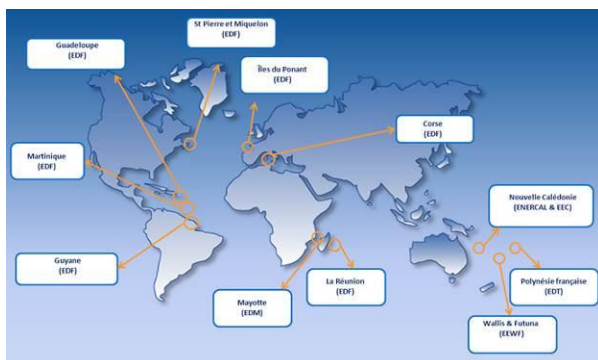 St Pierre et Miquelon
(EDF)
Guadeloupe
(EDF)
Îles du Ponant
(EDF)
Corse
(EDF)
Martinique
(EDF)
Nouvelle Calédonie
(ENERCAL & EEC)
Guyane
(EDF)
La Réunion
(EDF)
Polynésie française
(EDT)
Mayotte
(EDM)
Wallis & Futuna
(EEWF)